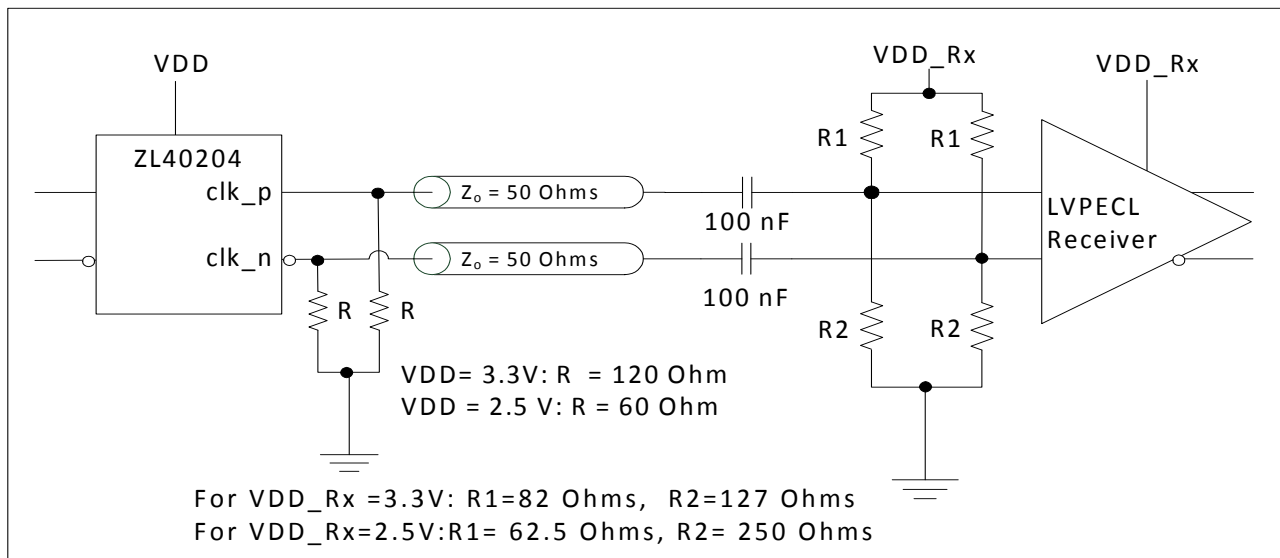 VDD
VDD_Rx
VDD_Rx
ZL40204
R1
R1
clk_p
Zo = 50 Ohms
100 nF
LVPECL
Receiver
clk_n
Zo = 50 Ohms
100 nF
R
R
R2
R2
VDD= 3.3V: R = 120 Ohm
VDD = 2.5 V: R = 60 Ohm
For VDD_Rx =3.3V: R1=82 Ohms, R2=127 Ohms
For VDD_Rx=2.5V:R1= 62.5 Ohms, R2= 250 Ohms